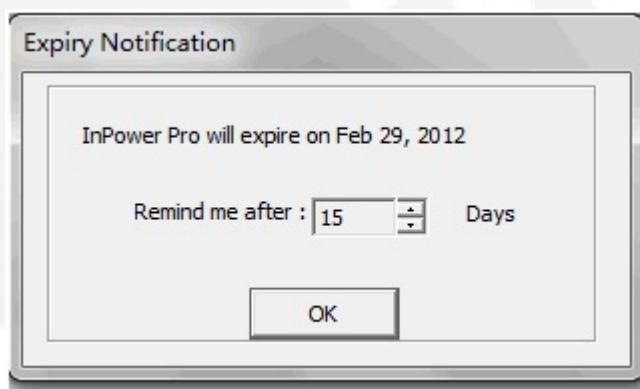 Expiry Notification
InPower Pro will expire on Feb 29, 2012
Remind me after : 15 Days
OK